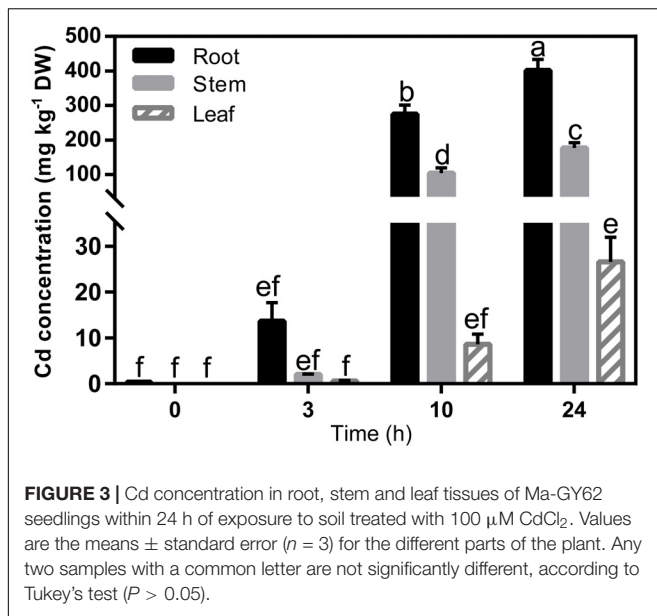 Cd concentration (mg kg⁻¹ DW)
500
400
300
200
100
30
20
10
0
Root
Stem
Leaf
f f f
ef ef f
b d ef
a c e
0 3 10 24
Time (h)
FIGURE 3 | Cd concentration in root, stem and leaf tissues of Ma-GY62
seedlings within 24 h of exposure to soil treated with 100 μM CdCl₂. Values
are the means ± standard error (n = 3) for the different parts of the plant. Any
two samples with a common letter are not significantly different, according to
Tukey's test (P > 0.05).